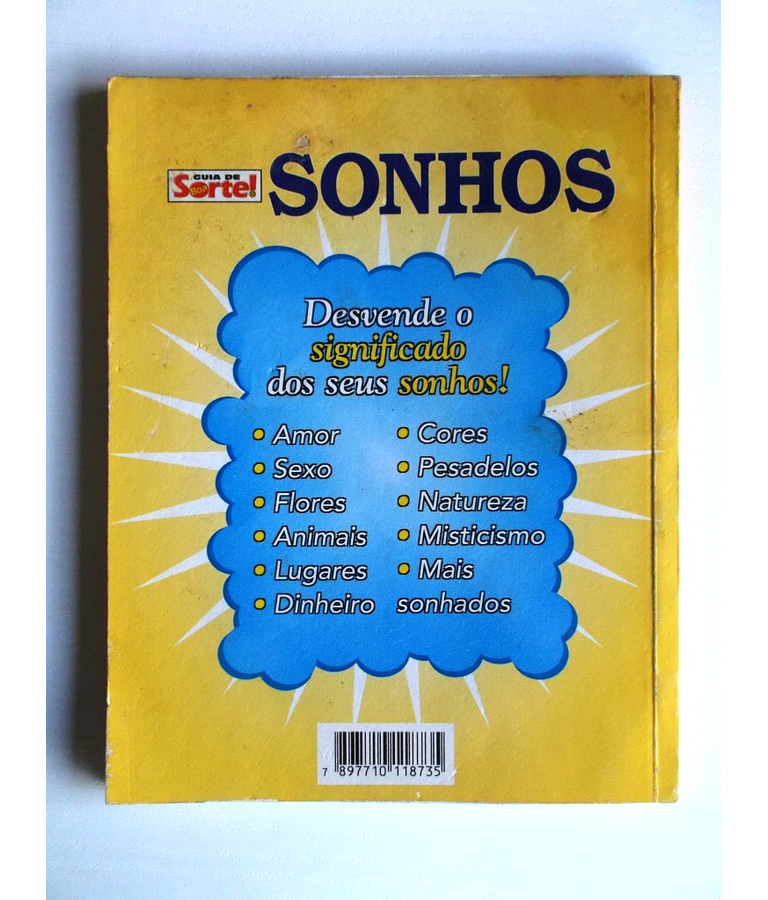 GUIA DE
Boa
Sorte!
SONHOS
Desvende o
significado
dos seus sonhos!
• Amor
• Sexo
• Flores
• Animais
• Lugares
• Dinheiro
• Cores
• Pesadelos
• Natureza
• Misticismo
• Mais
sonhados
7 897710 118735